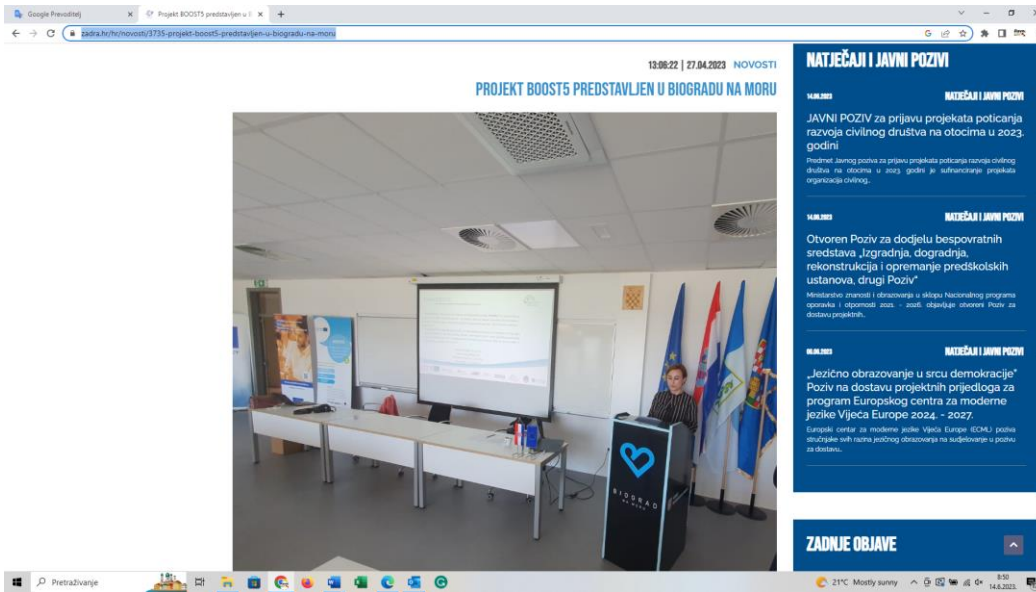 Google Prevoditelj
Projekt BOOST5 predstavljen u
zadra.hr/hr/novosti/3735-projekt-boost5-predstavljen-u-biogradu-na-moru
13:06:22 | 27.04.2023 NOVOSTI
PROJEKT BOOST5 PREDSTAVLJEN U BIOGRADU NA MORU
BIOGRAD
NA MORU
NATJEČAJI I JAVNI POZIVI
14.06.2023 NATJEČAJI I JAVNI POZIVI
JAVNI POZIV za prijavu projekata poticanja
razvoja civilnog društva na otocima u 2023.
godini
Predmet Javnog poziva za prijavu projekata poticanja razvoja civilnog
društva na otocima u 2023. godini je sufinanciranje projekata
organizacija civilnog..
14.06.2023 NATJEČAJI I JAVNI POZIVI
Otvoren Poziv za dodjelu bespovratnih
sredstava „Izgradnja, dogradnja,
rekonstrukcija i opremanje predškolskih
ustanova, drugi Poziv“
Ministarstvo znanosti i obrazovanja u sklopu Nacionalnog programa
oporavka i otpornosti 2021. - 2026. objavljuje otvoreni Poziv za
dostavu projektnih..
NATJEČAJI I JAVNI POZIVI
„Jezično obrazovanje u srcu demokracije“
Poziv na dostavu projektnih prijedloga za
program Europskog centra za moderne
jezike Vijeća Europe 2024. - 2027.
Europski centar za moderne jezike Vijeća Europe (ECML) poziva
stručnjake svih razina jezičnog obrazovanja na sudjelovanje u pozivu
za dostavu..
ZADNJE OBJAVE
Pretraživanje
21°C Mostly sunny
8:50
14.6.2023.